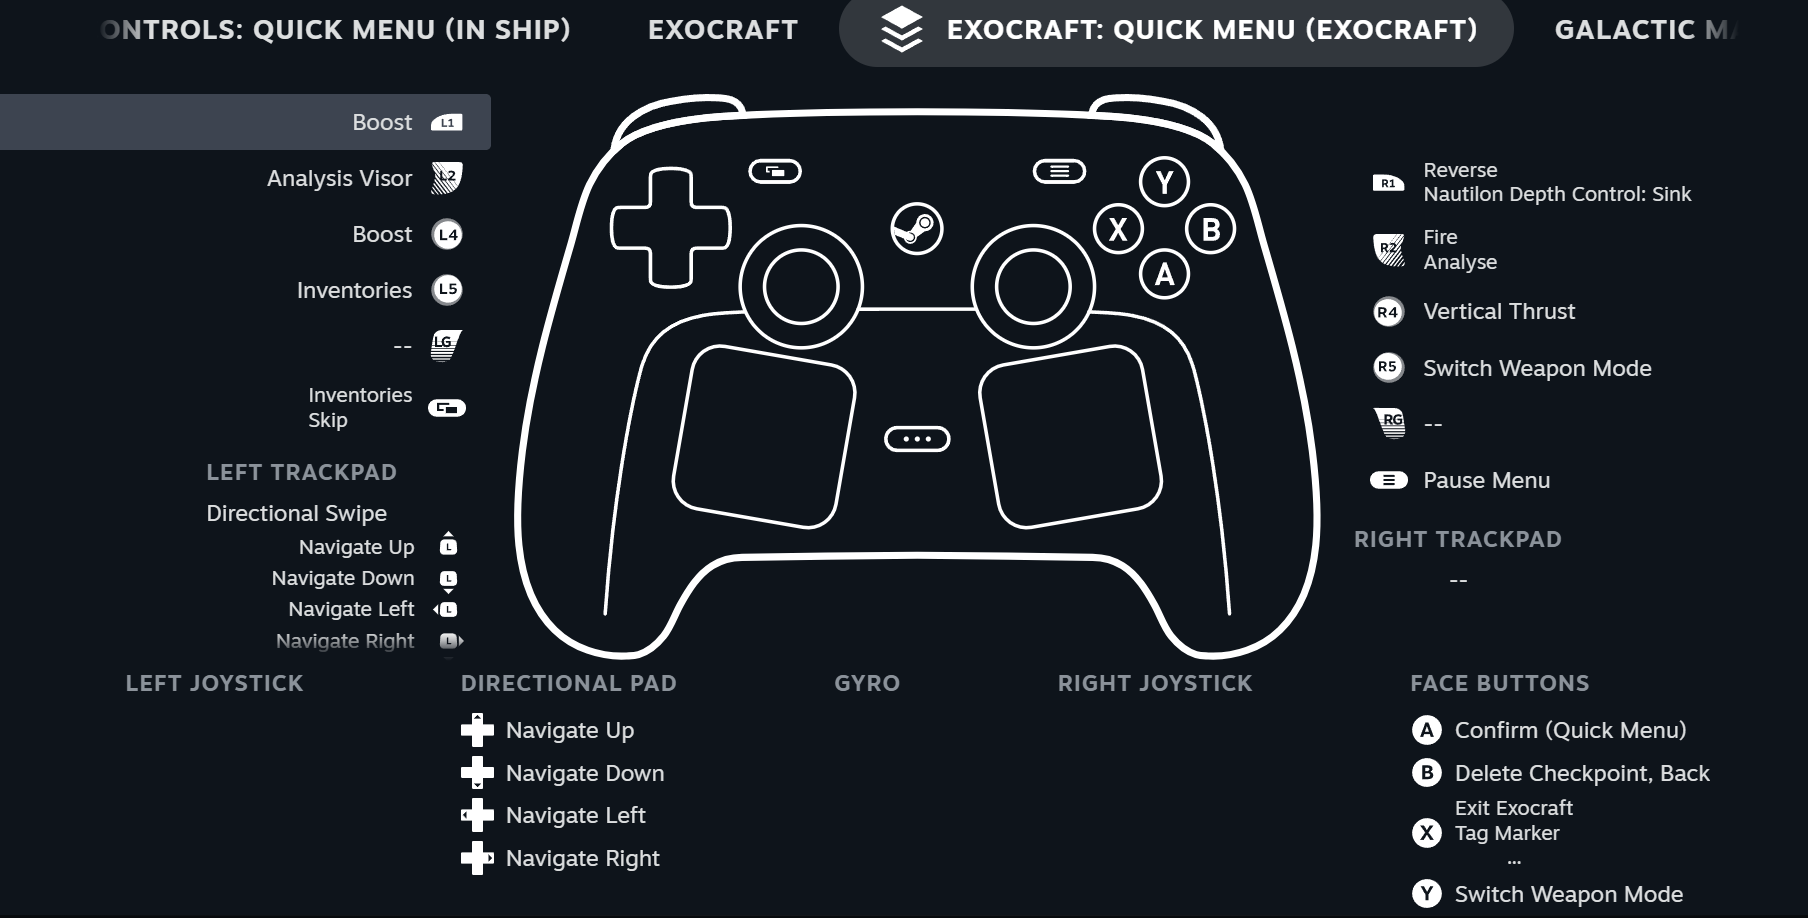 ONTROLS: QUICK MENU (IN SHIP)
EXOCRAFT
EXOCRAFT: QUICK MENU (EXOCRAFT)
GALACTIC MA
Boost L1
Analysis Visor L2
Boost L4
Inventories L5
-- LG
Inventories
Skip
LEFT TRACKPAD
Directional Swipe
Navigate Up L
Navigate Down L
Navigate Left L
Navigate Right L
Y
X
B
A
R1 Reverse
Nautilon Depth Control: Sink
R2 Fire
Analyse
R4 Vertical Thrust
R5 Switch Weapon Mode
RG --
Pause Menu
RIGHT TRACKPAD
--
LEFT JOYSTICK
DIRECTIONAL PAD
Navigate Up
Navigate Down
Navigate Left
Navigate Right
GYRO
RIGHT JOYSTICK
FACE BUTTONS
A Confirm (Quick Menu)
B Delete Checkpoint, Back
Exit Exocraft
X Tag Marker
...
Y Switch Weapon Mode